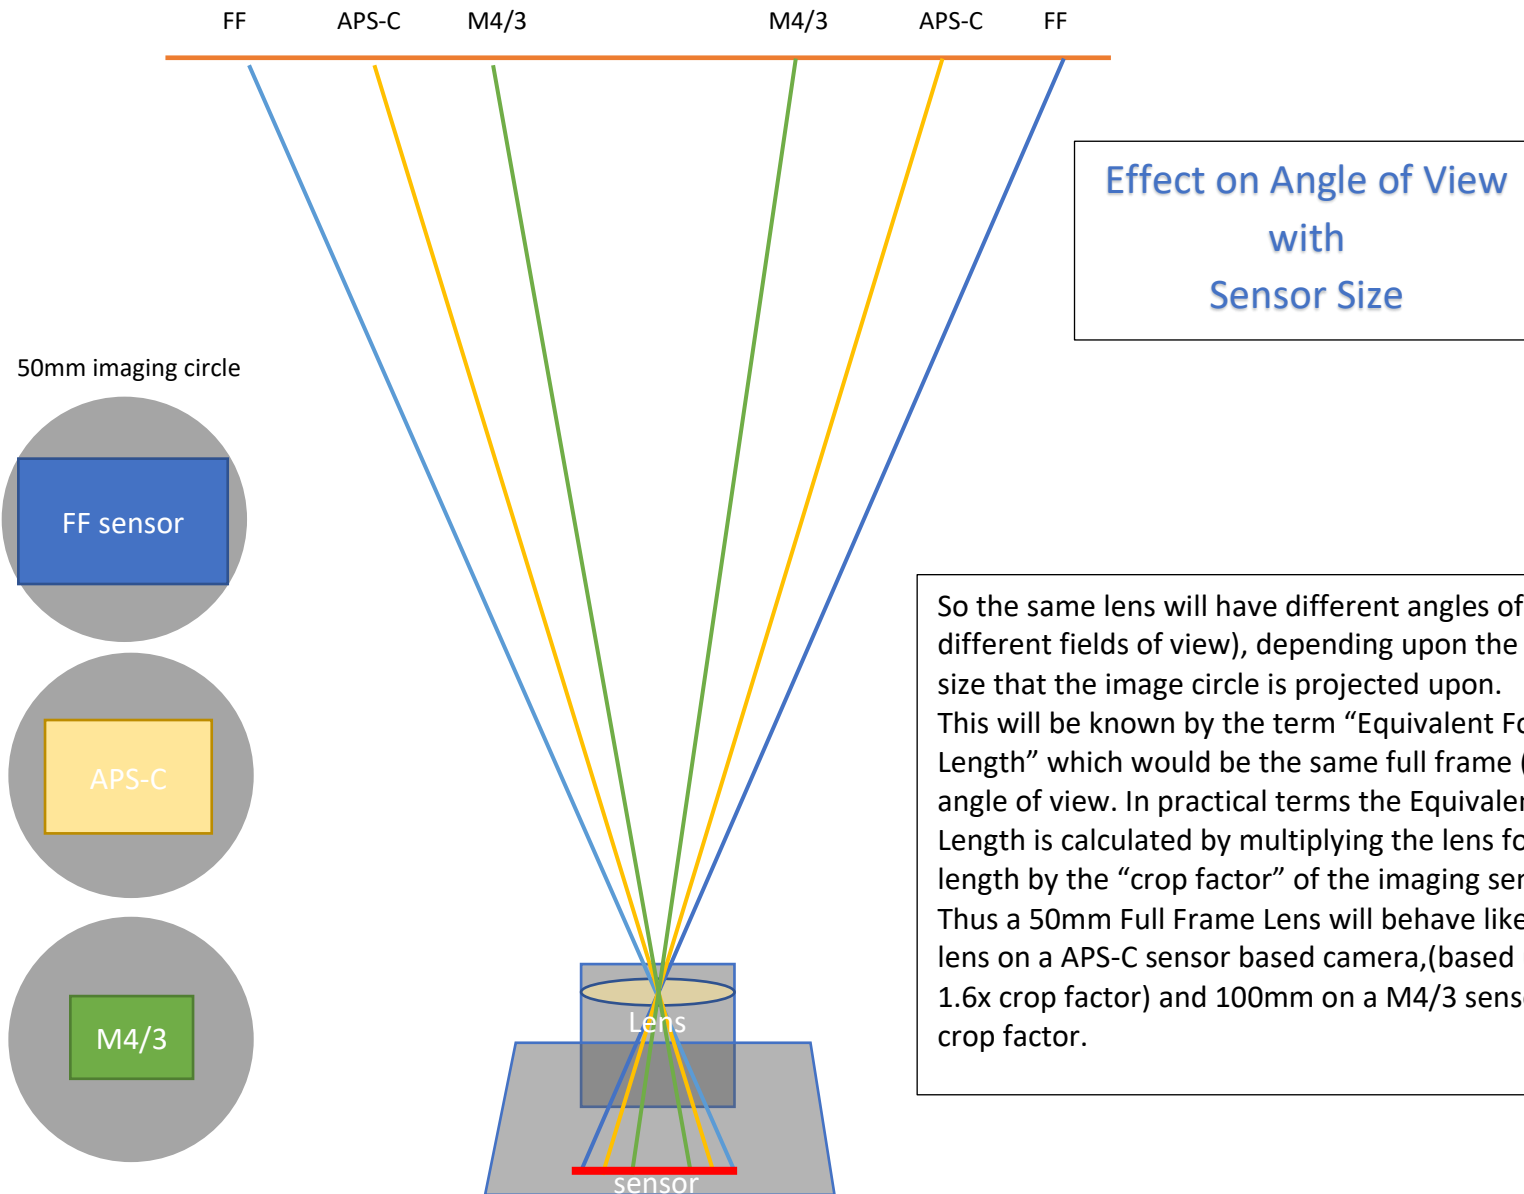 FF APS-C M4/3 M4/3 APS-C FF
Effect on Angle of View
with
Sensor Size
50mm imaging circle
FF sensor
APS-C
M4/3
So the same lens will have different angles of
different fields of view), depending upon the
size that the image circle is projected upon.
This will be known by the term “Equivalent Fo
Length” which would be the same full frame (
angle of view. In practical terms the Equivale
Length is calculated by multiplying the lens fo
length by the “crop factor” of the imaging sen
Thus a 50mm Full Frame Lens will behave like
lens on a APS-C sensor based camera,(based
1.6x crop factor) and 100mm on a M4/3 sens
crop factor.
Lens
sensor